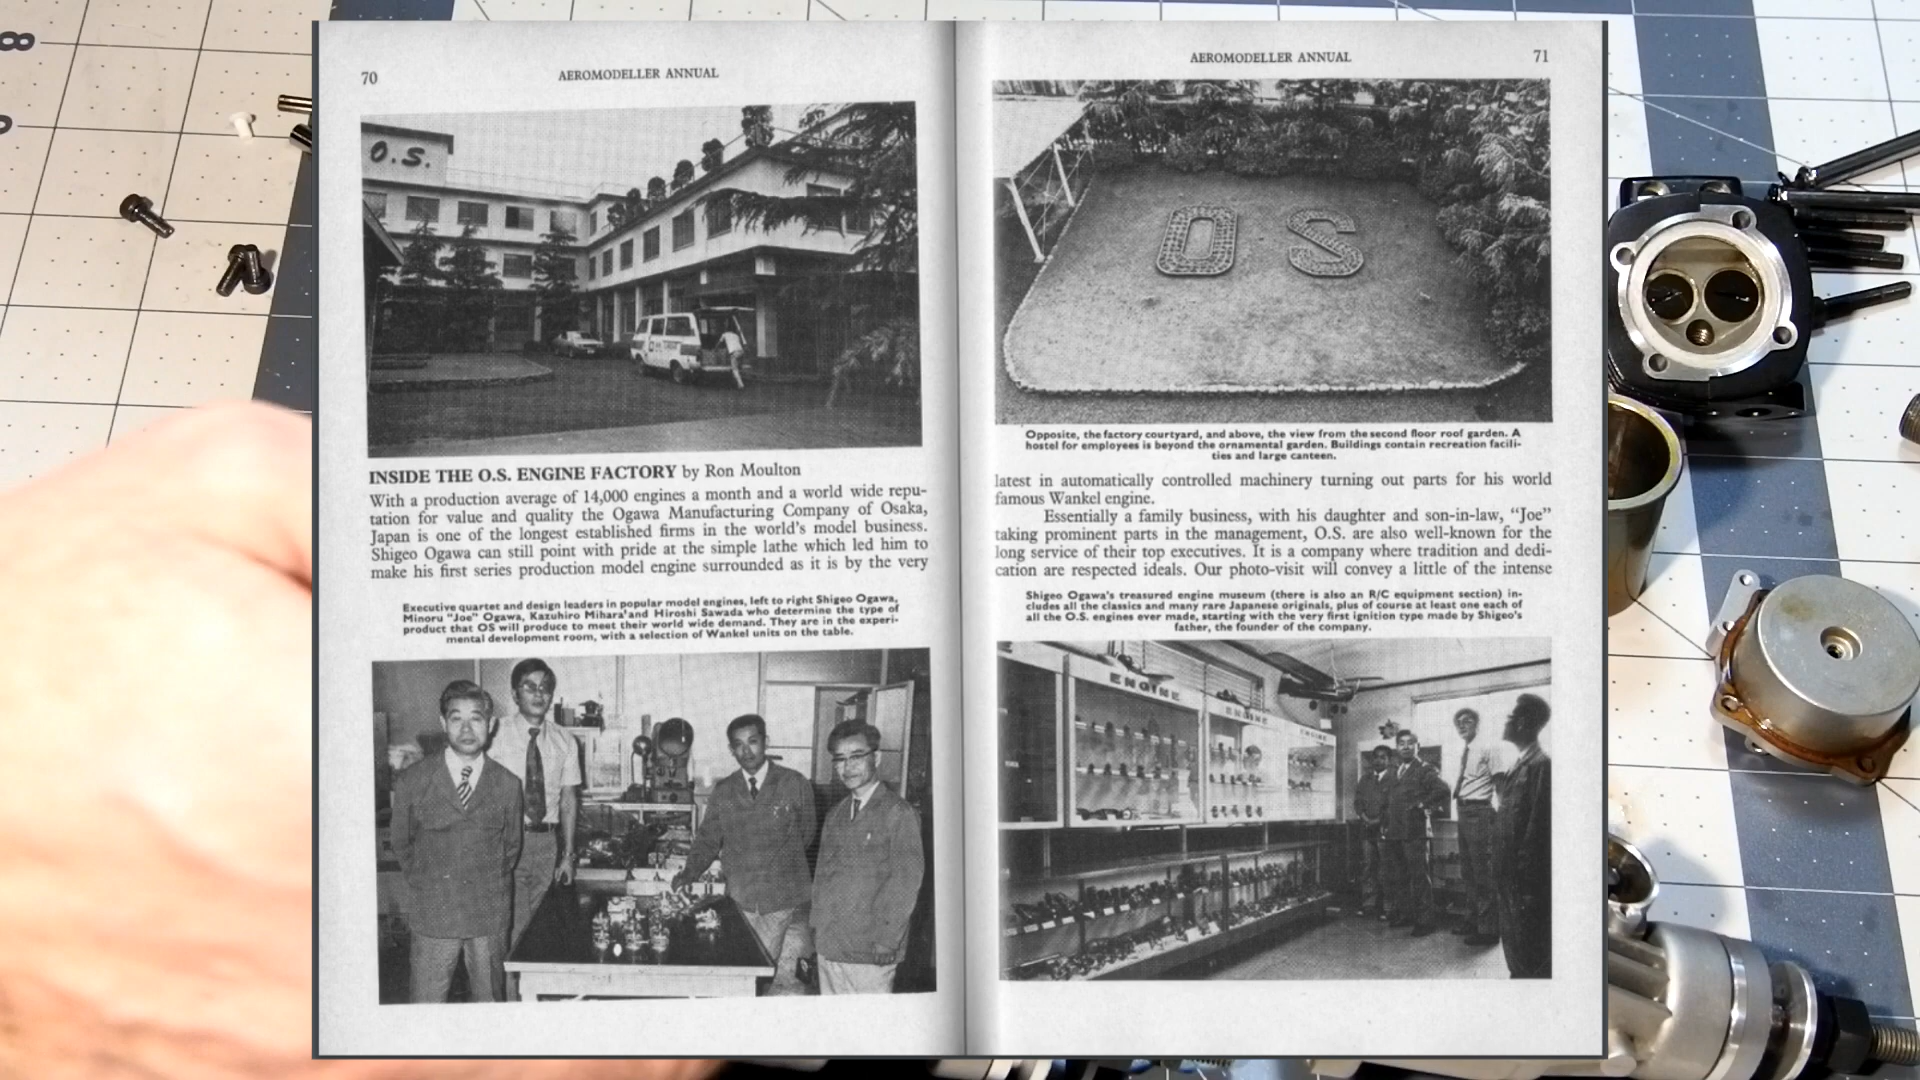 8
70
AEROMODELLER ANNUAL
O.S.
INSIDE THE O.S. ENGINE FACTORY by Ron Moulton
With a production average of 14,000 engines a month and a world wide repu-
tation for value and quality the Ogawa Manufacturing Company of Osaka,
Japan is one of the longest established firms in the world's model business.
Shigeo Ogawa can still point with pride at the simple lathe which led him to
make his first series production model engine surrounded as it is by the very
Executive quartet and design leaders in popular model engines, left to right Shigeo Ogawa,
Minoru "Joe" Ogawa, Kazuhiro Mihara and Hiroshi Sawada who determine the type of
product that OS will produce to meet their world wide demand. They are in the experi-
mental development room, with a selection of Wankel units on the table.
AEROMODELLER ANNUAL
71
OS
Opposite, the factory courtyard, and above, the view from the second floor roof garden. A
hostel for employees is beyond the ornamental garden. Buildings contain recreation facili-
ties and large canteen.
latest in automatically controlled machinery turning out parts for his world
famous Wankel engine.
Essentially a family business, with his daughter and son-in-law, "Joe"
taking prominent parts in the management, O.S. are also well-known for the
long service of their top executives. It is a company where tradition and dedi-
cation are respected ideals. Our photo-visit will convey a little of the intense
Shigeo Ogawa's treasured engine museum (there is also an R/C equipment section) in-
cludes all the classics and many rare Japanese originals, plus of course at least one each of
all the O.S. engines ever made, starting with the very first ignition type made by Shigeo's
father, the founder of the company.
ENGINE
ENGINE
ENGINE